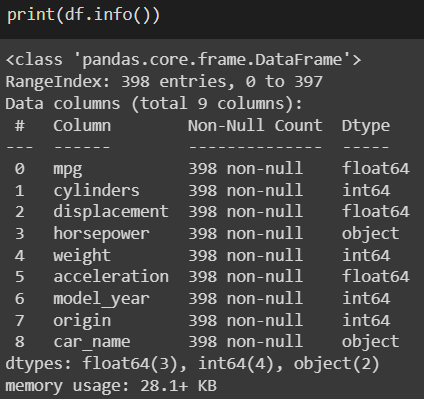 print(df.info())
<class 'pandas.core.frame.DataFrame'>
RangeIndex: 398 entries, 0 to 397
Data columns (total 9 columns):
 #   Column        Non-Null Count  Dtype
---  ------        --------------  -----
 0   mpg           398 non-null    float64
 1   cylinders     398 non-null    int64
 2   displacement  398 non-null    float64
 3   horsepower    398 non-null    object
 4   weight        398 non-null    int64
 5   acceleration  398 non-null    float64
 6   model_year    398 non-null    int64
 7   origin        398 non-null    int64
 8   car_name      398 non-null    object
dtypes: float64(3), int64(4), object(2)
memory usage: 28.1+ KB